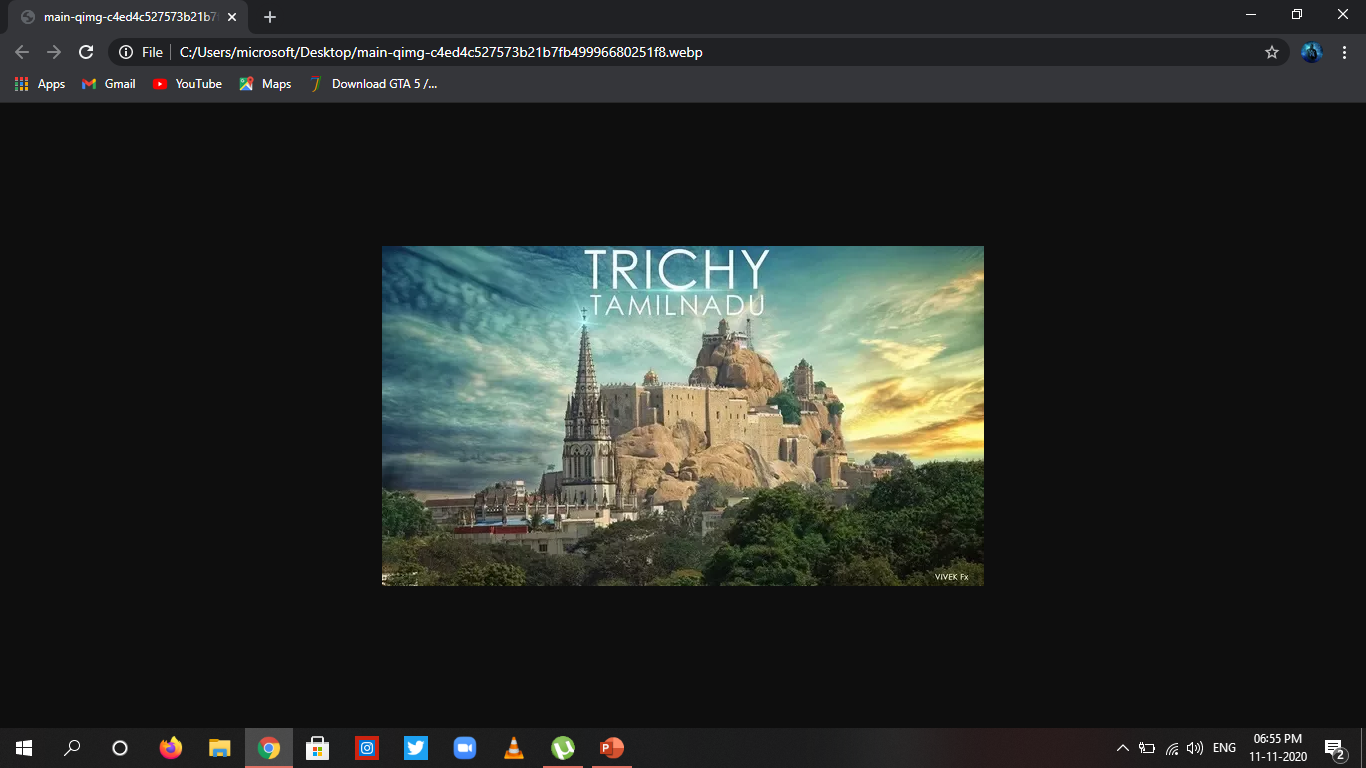 main-qimg-c4ed4c527573b21b7f
File
C:/Users/microsoft/Desktop/main-qimg-c4ed4c527573b21b7fb49996680251f8.webp
Apps
Gmail
YouTube
Maps
Download GTA 5 /...
TRICHY
TAMILNADU
ViVEK Fx
ENG
06:55 PM
11-11-2020
2